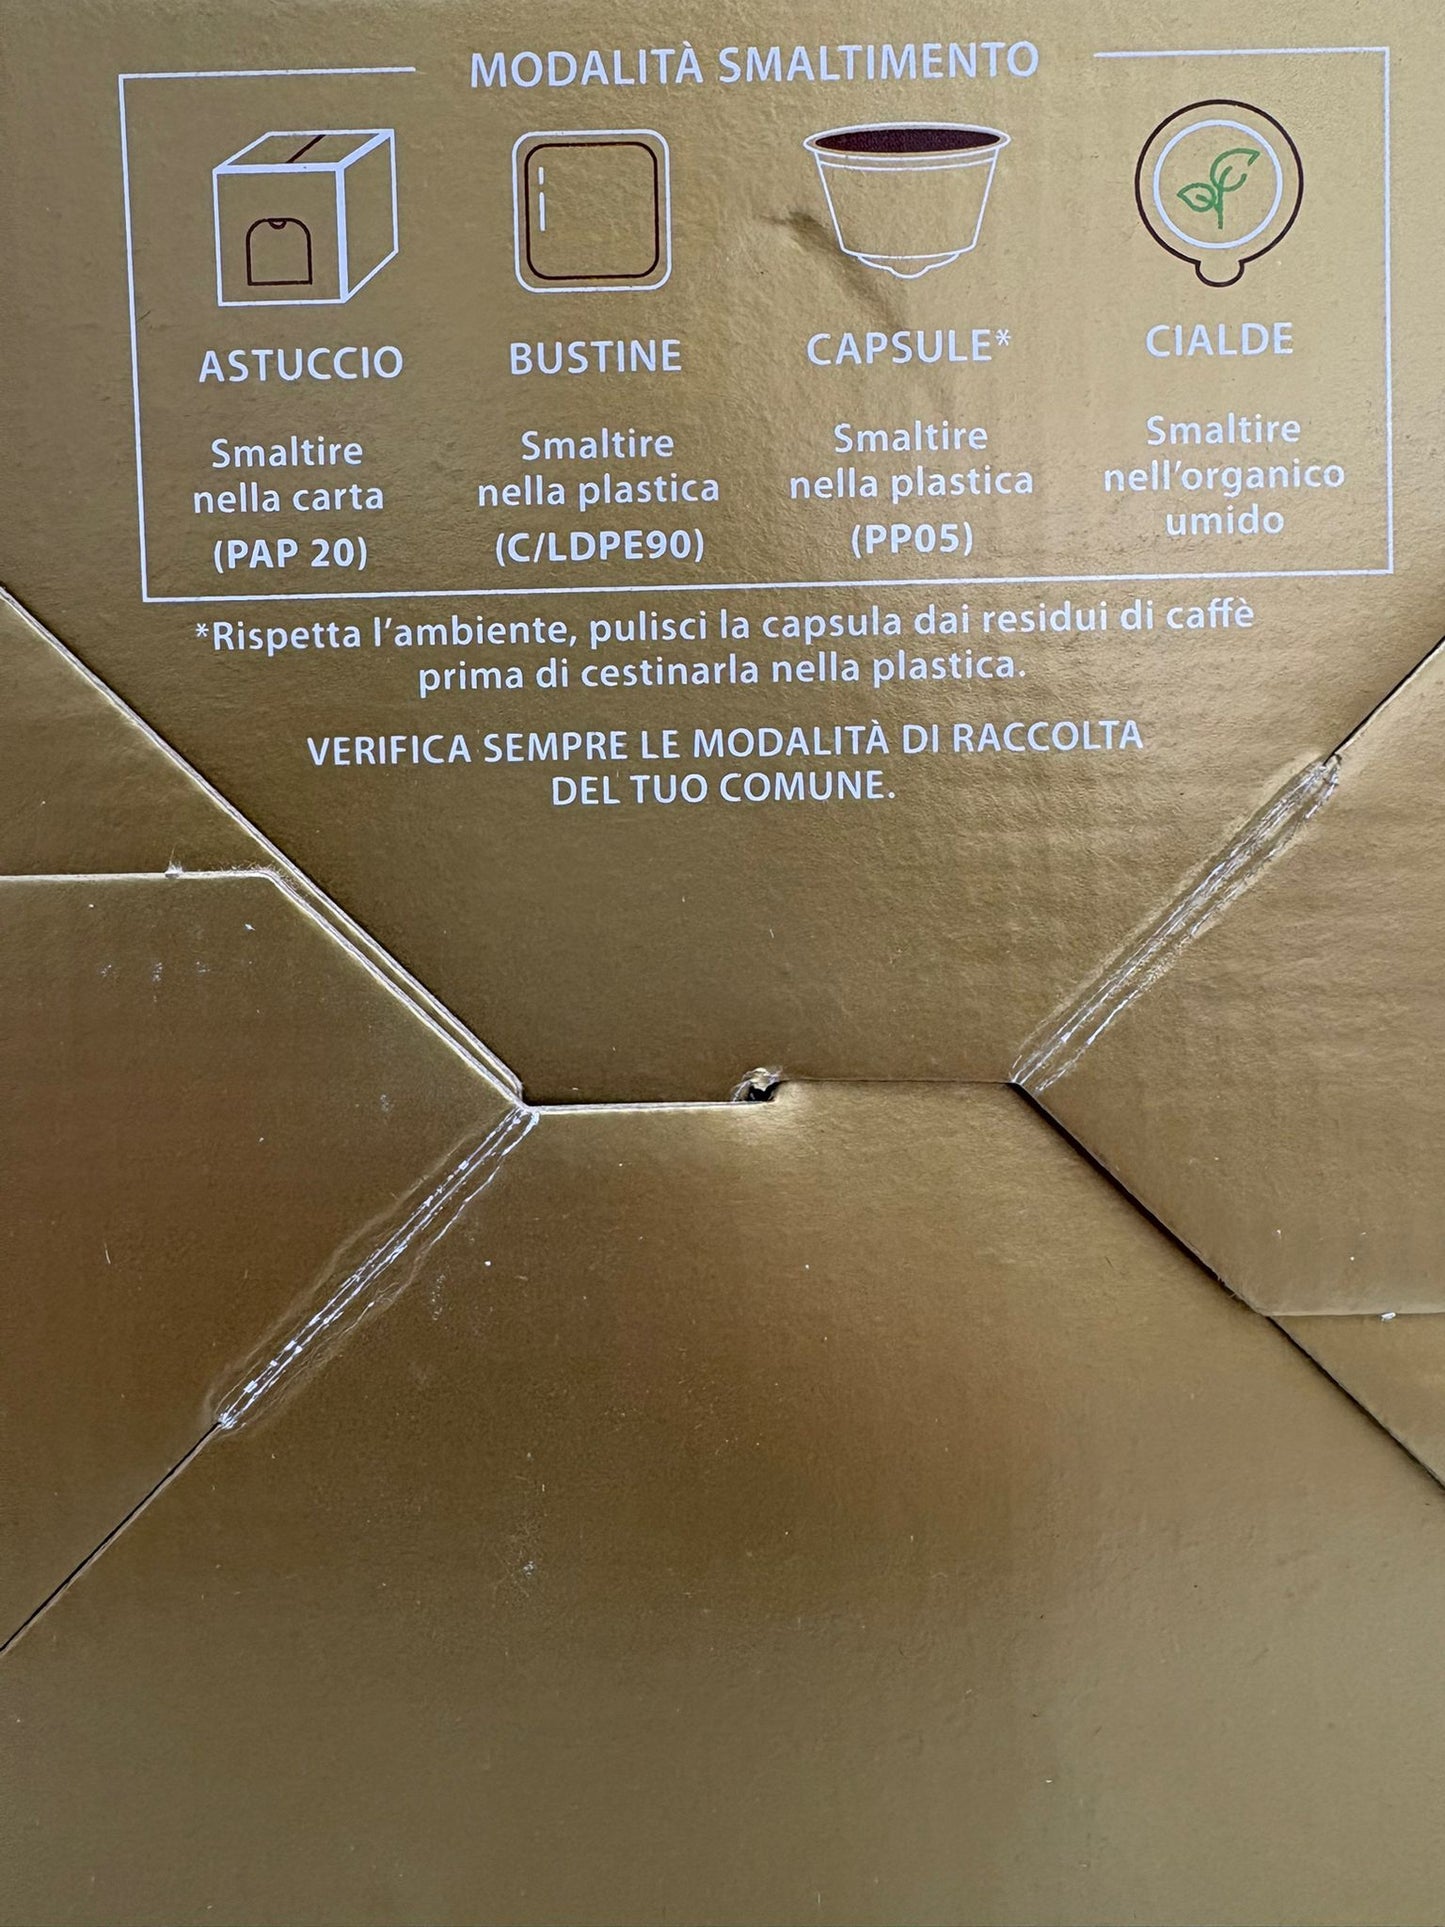 MODALITÀ SMALTIMENTO
ASTUCCIO
Smaltire
nella carta
(PAP 20)
BUSTINE
Smaltire
nella plastica
(C/LDPE90)
CAPSULE*
Smaltire
nella plastica
(PP05)
CIALDE
Smaltire
nell'organico
umido
*Rispetta l'ambiente, pulisci la capsula dai residui di caffè
prima di cestinarla nella plastica.
VERIFICA SEMPRE LE MODALITÀ DI RACCOLTA
DEL TUO COMUNE.